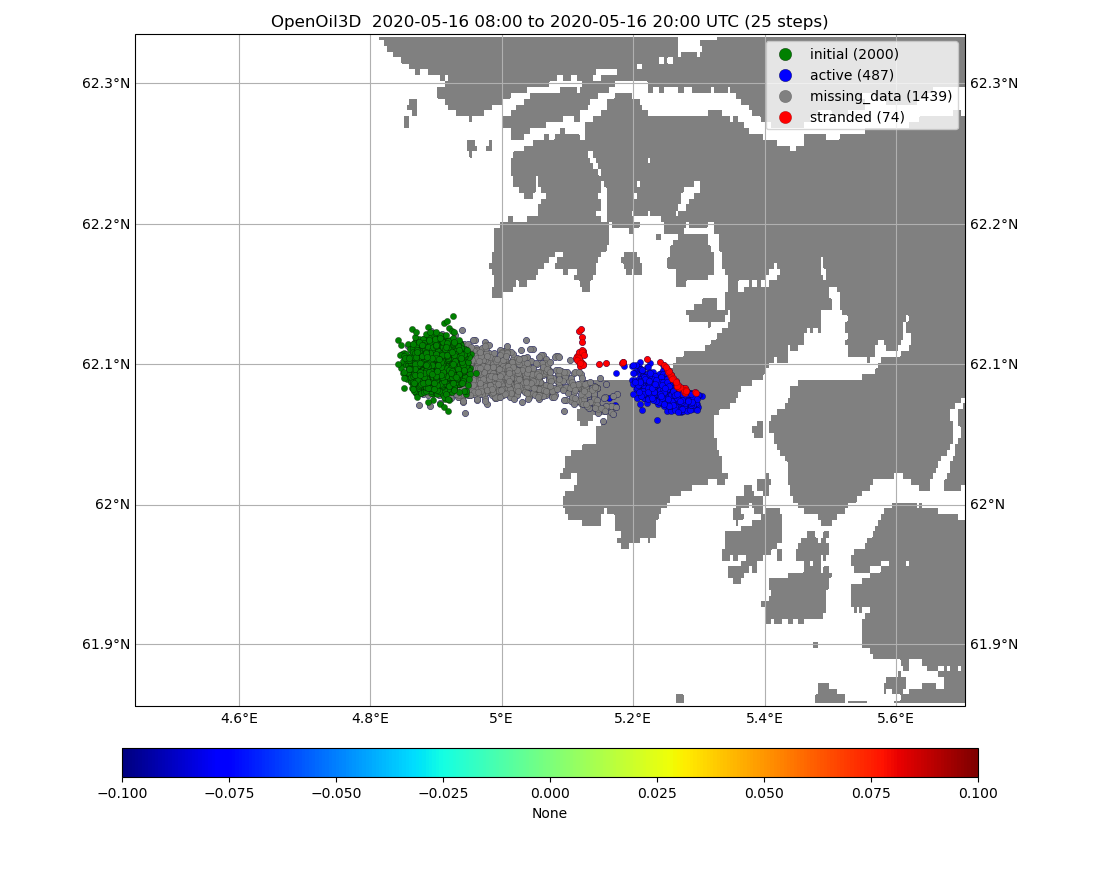 OpenOil3D  2020-05-16 08:00 to 2020-05-16 20:00 UTC (25 steps)
initial (2000)
active (487)
missing_data (1439)
stranded (74)
62.3°N 62.3°N
62.2°N 62.2°N
62.1°N 62.1°N
62°N 62°N
61.9°N 61.9°N
4.6°E 4.8°E 5°E 5.2°E 5.4°E 5.6°E
−0.100 −0.075 −0.050 −0.025 0.000 0.025 0.050 0.075 0.100
None